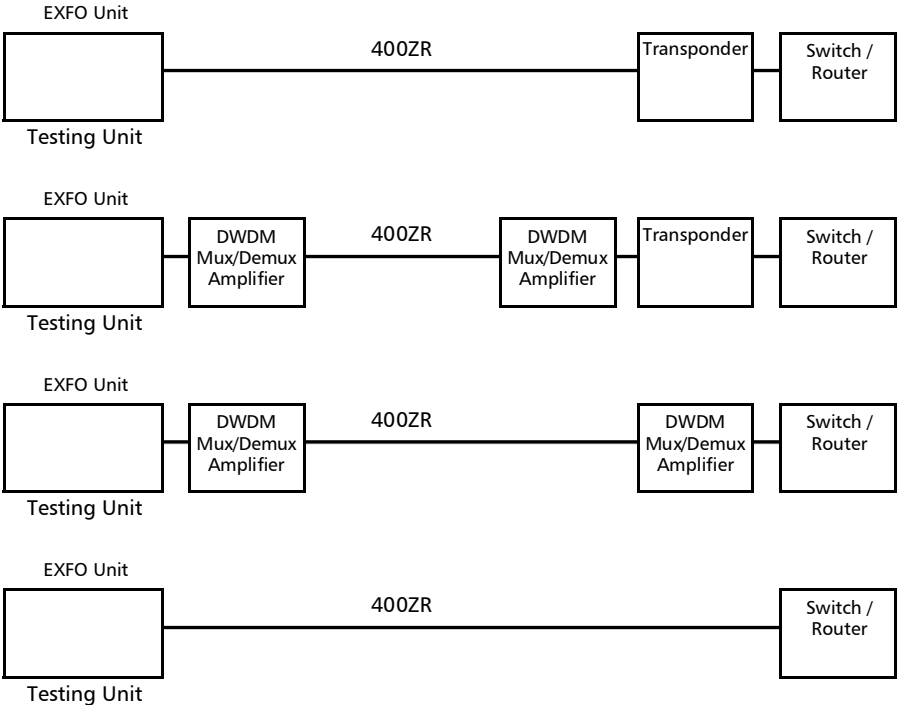 EXFO Unit
400ZR
Transponder
Switch /
Router
Testing Unit
EXFO Unit
DWDM
Mux/Demux
Amplifier
400ZR
DWDM
Mux/Demux
Amplifier
Transponder
Switch /
Router
Testing Unit
EXFO Unit
DWDM
Mux/Demux
Amplifier
400ZR
DWDM
Mux/Demux
Amplifier
Switch /
Router
Testing Unit
EXFO Unit
400ZR
Switch /
Router
Testing Unit